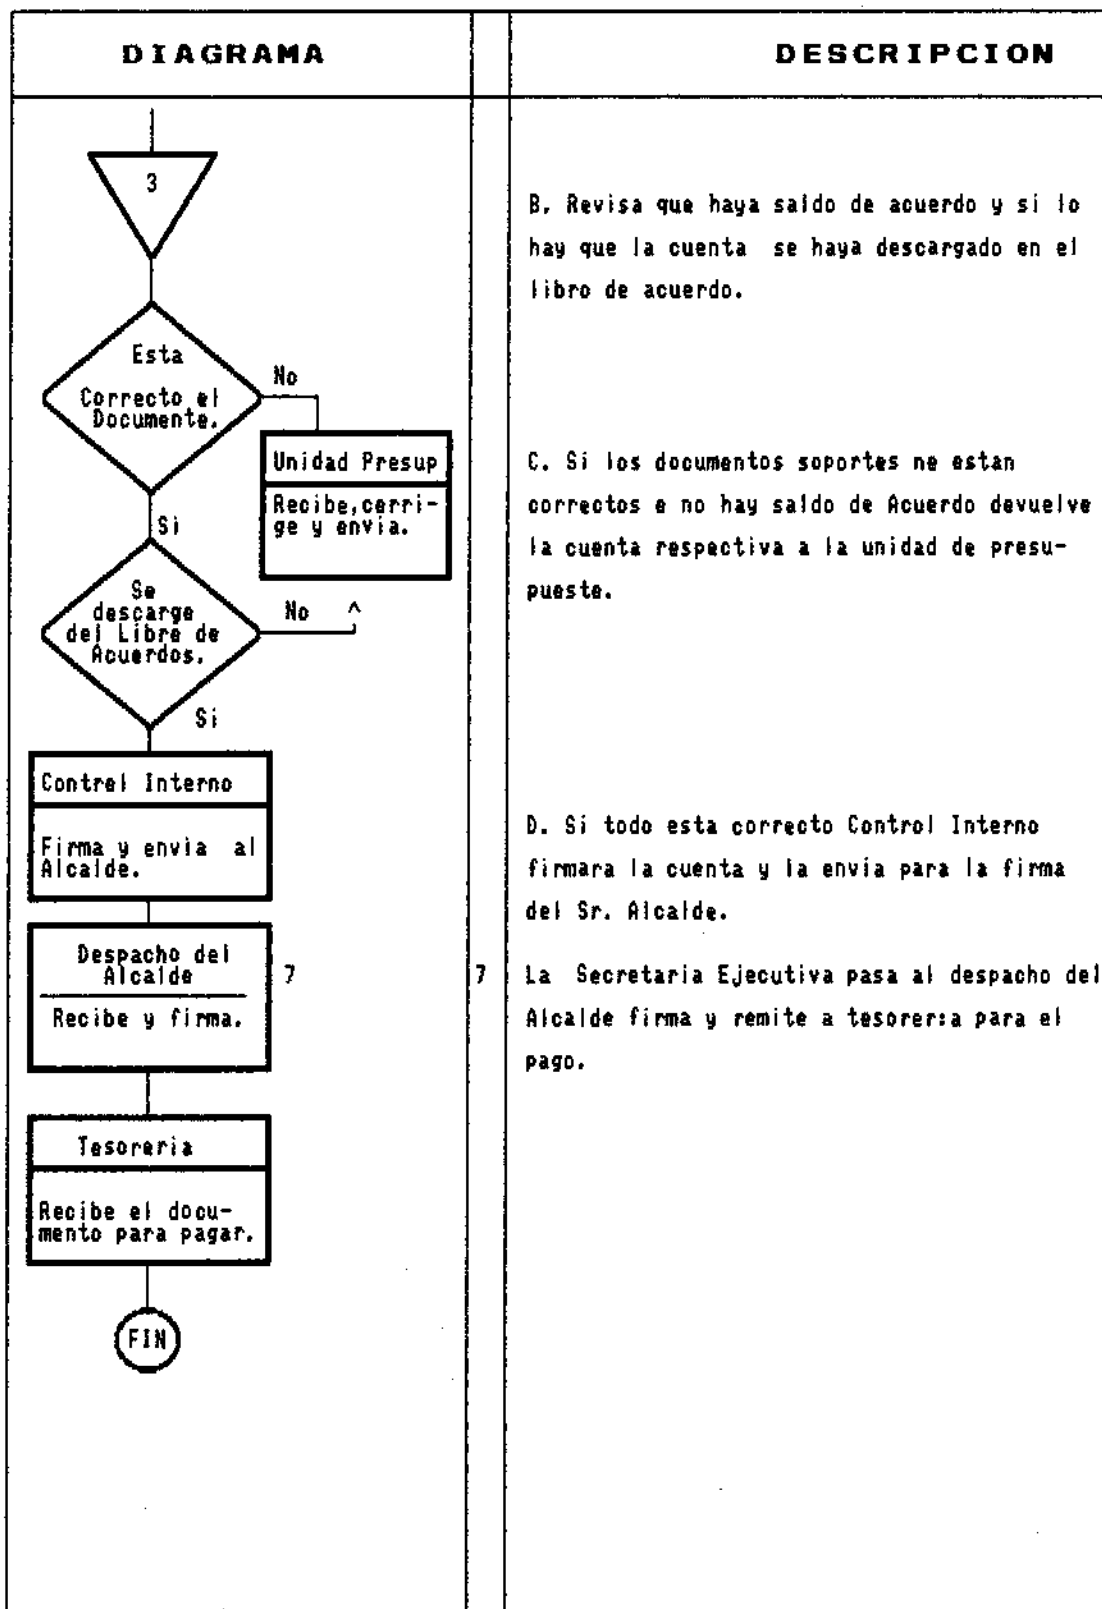 DIAGRAMA
DESCRIPCION
3
Esta
Correcto el
Documente.
No
Unidad Presup
Recibe,cerri-
ge y envia.
Si
Se
descarge
del Libre de
Acuerdos.
No ^
Si
Contrel Interno
Firma y envia al
Alcalde.
Despacho del
Alcalde
Recibe y firma.
7
Tesoreria
Recibe el docu-
mento para pagar.
FIN
B. Revisa que haya saldo de acuerdo y si lo
hay que la cuenta se haya descargado en el
libro de acuerdo.
C. Si los documentos soportes ne estan
correctos e no hay saldo de Acuerdo devuelve
la cuenta respectiva a la unidad de presu-
pueste.
D. Si todo esta correcto Control Interno
firmara la cuenta y la envia para la firma
del Sr. Alcalde.
7 La Secretaria Ejecutiva pasa al despacho del
Alcalde firma y remite a tesorer:a para el
pago.